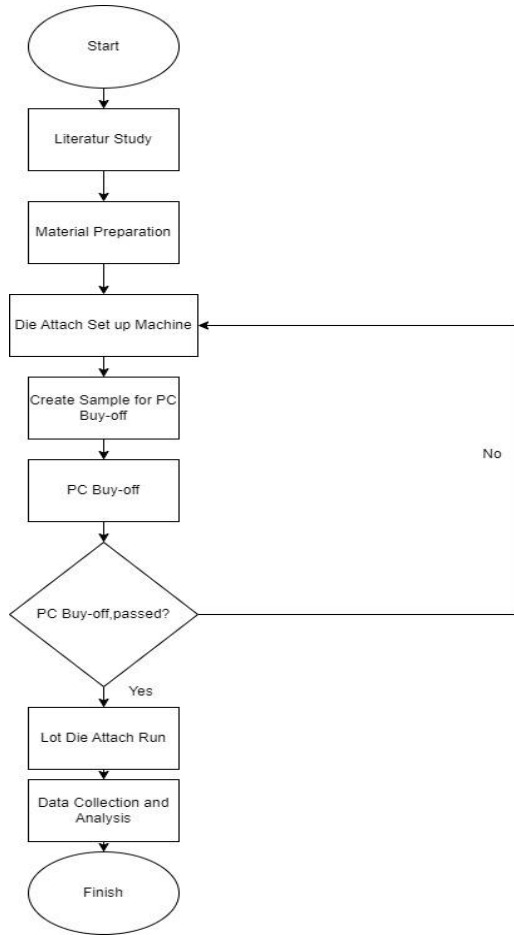 Start
Literatur Study
Material Preparation
Die Attach Set up Machine
Create Sample for PC
Buy-off
No
PC Buy-off
PC Buy-off,passed?
Yes
Lot Die Attach Run
Data Collection and
Analysis
Finish